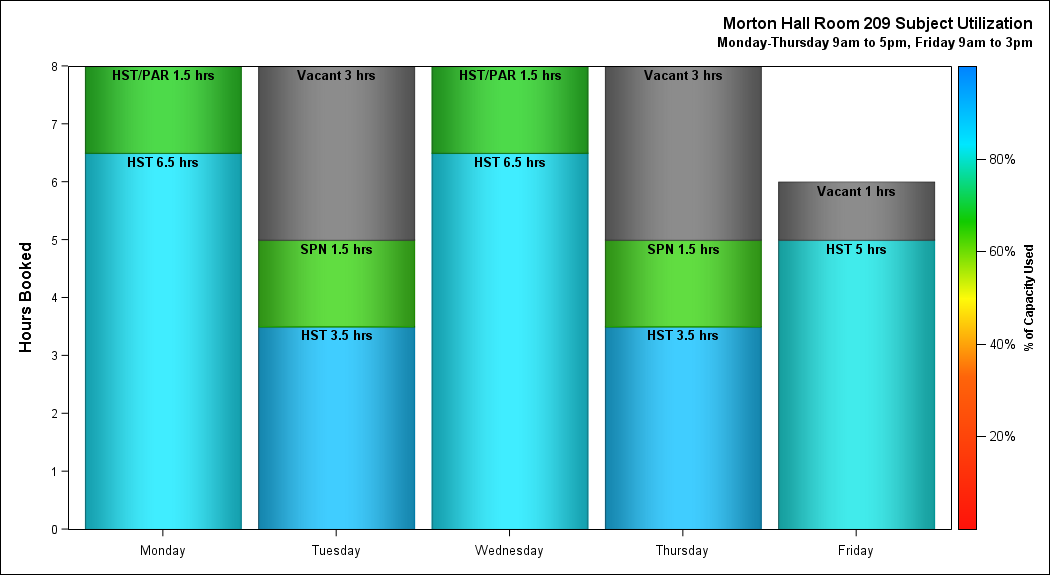 Morton Hall Room 209 Subject Utilization
Monday-Thursday 9am to 5pm, Friday 9am to 3pm
Hours Booked
8
7
6
5
4
3
2
1
0
HST/PAR 1.5 hrs
HST 6.5 hrs
Vacant 3 hrs
SPN 1.5 hrs
HST 3.5 hrs
HST/PAR 1.5 hrs
HST 6.5 hrs
Vacant 3 hrs
SPN 1.5 hrs
HST 3.5 hrs
Vacant 1 hrs
HST 5 hrs
Monday
Tuesday
Wednesday
Thursday
Friday
80%
60%
40%
20%
% of Capacity Used